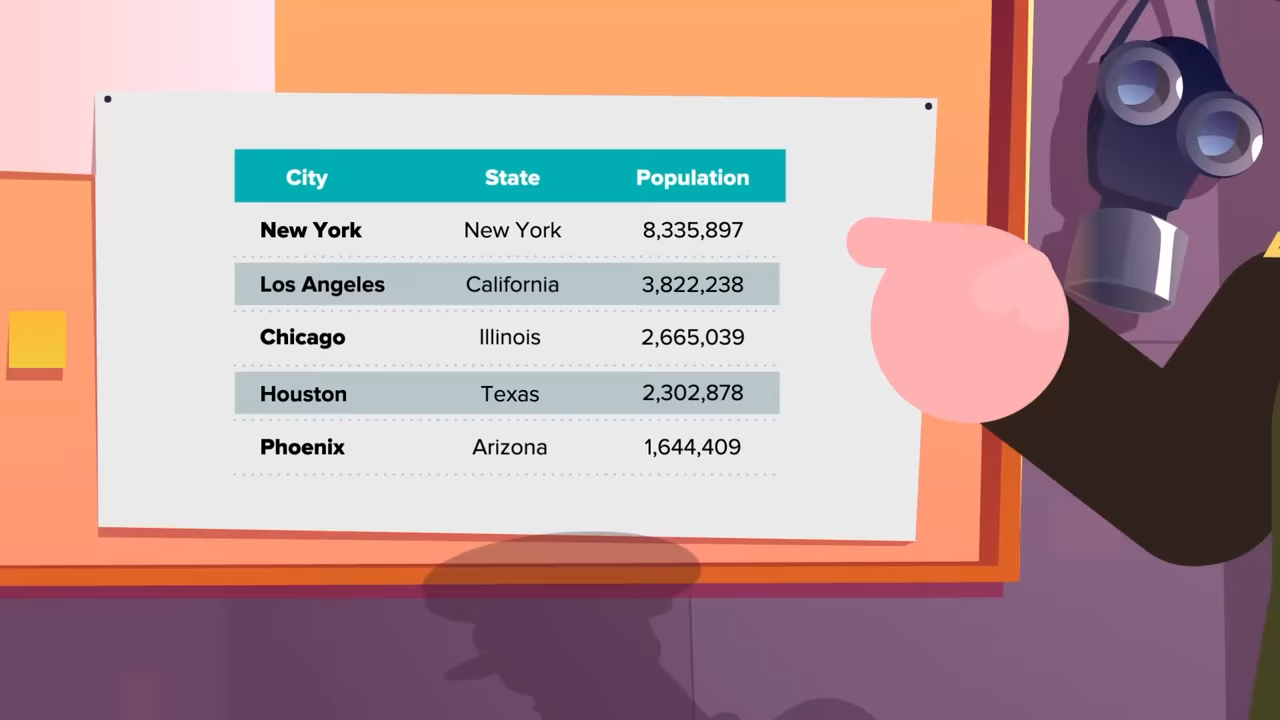 City State Population
New York New York 8,335,897
Los Angeles California 3,822,238
Chicago Illinois 2,665,039
Houston Texas 2,302,878
Phoenix Arizona 1,644,409